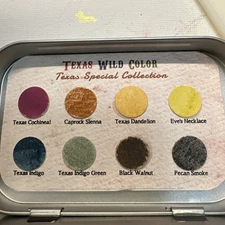 Texas Wild Color
Texas Special Collection
Texas Cochineal Caprock Sienna Texas Dandelion Eve's Necklace
Texas Indigo Texas Indigo Green Black Walnut Pecan Smoke